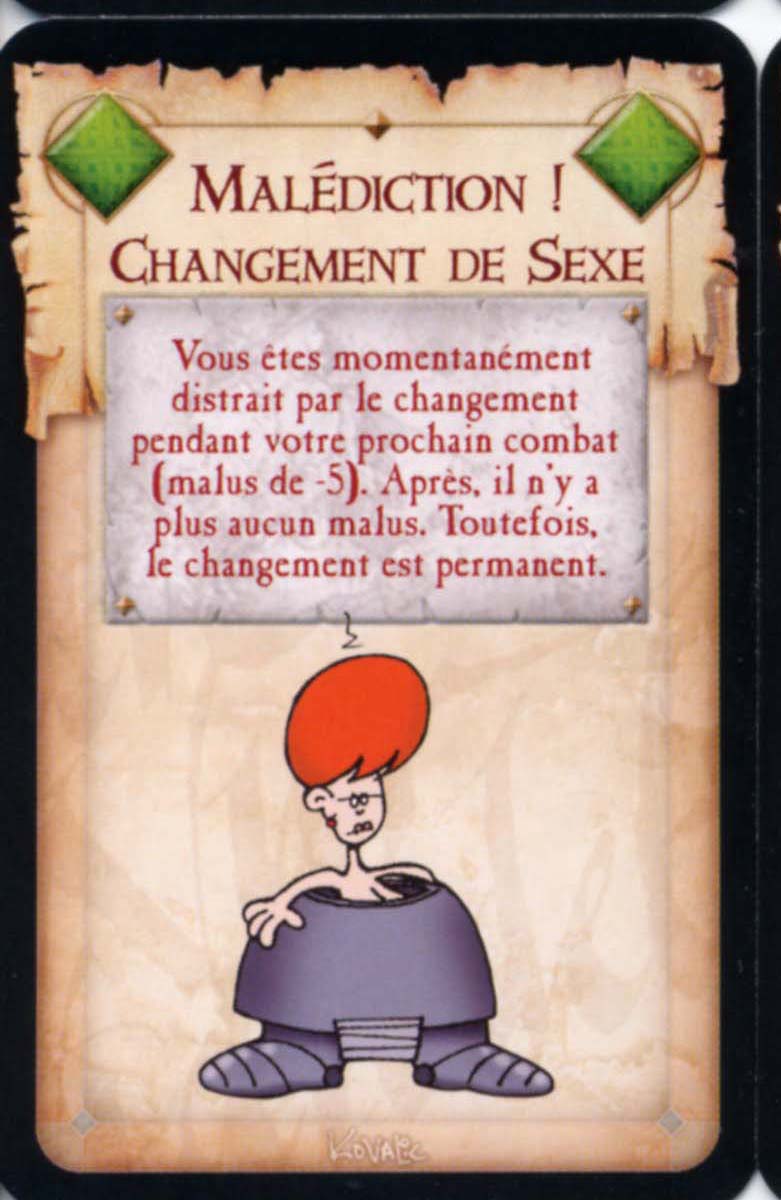 MALÉDICTION !
CHANGEMENT DE SEXE
Vous êtes momentanément
distrait par le changement
pendant votre prochain combat
(malus de -5). Après, il n'y a
plus aucun malus. Toutefois,
le changement est permanent.
KOVALIC